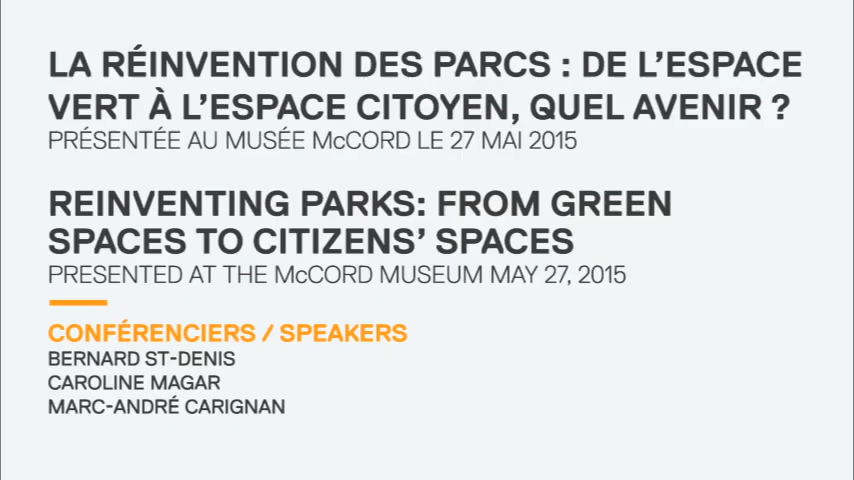 LA RÉINVENTION DES PARCS : DE L’ESPACE
VERT À L’ESPACE CITOYEN, QUEL AVENIR ?
PRÉSENTÉE AU MUSÉE McCORD LE 27 MAI 2015
REINVENTING PARKS: FROM GREEN
SPACES TO CITIZENS’ SPACES
PRESENTED AT THE McCORD MUSEUM MAY 27, 2015
CONFÉRENCIERS / SPEAKERS
BERNARD ST-DENIS
CAROLINE MAGAR
MARC-ANDRÉ CARIGNAN